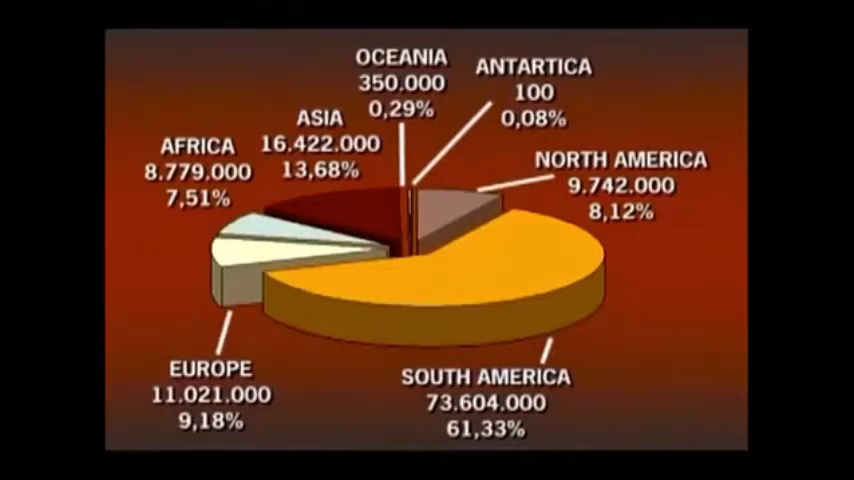 OCEANIA
350.000
0,29%
ANTARTICA
100
0,08%
ASIA
16.422.000
13,68%
AFRICA
8.779.000
7,51%
NORTH AMERICA
9.742.000
8,12%
EUROPE
11.021.000
9,18%
SOUTH AMERICA
73.604.000
61,33%